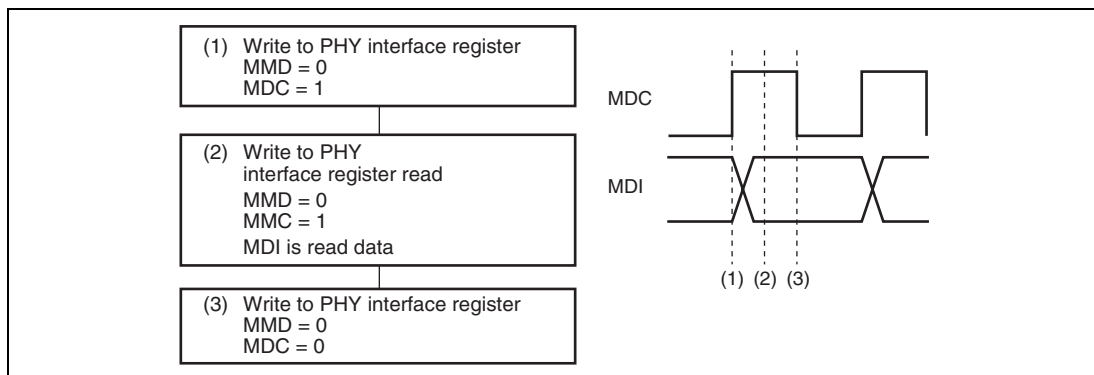 (1) Write to PHY interface register
MMD = 0
MDC = 1
(2) Write to PHY
interface register read
MMD = 0
MMC = 1
MDI is read data
(3) Write to PHY interface register
MMD = 0
MDC = 0
MDC
MDI
(1) (2) (3)